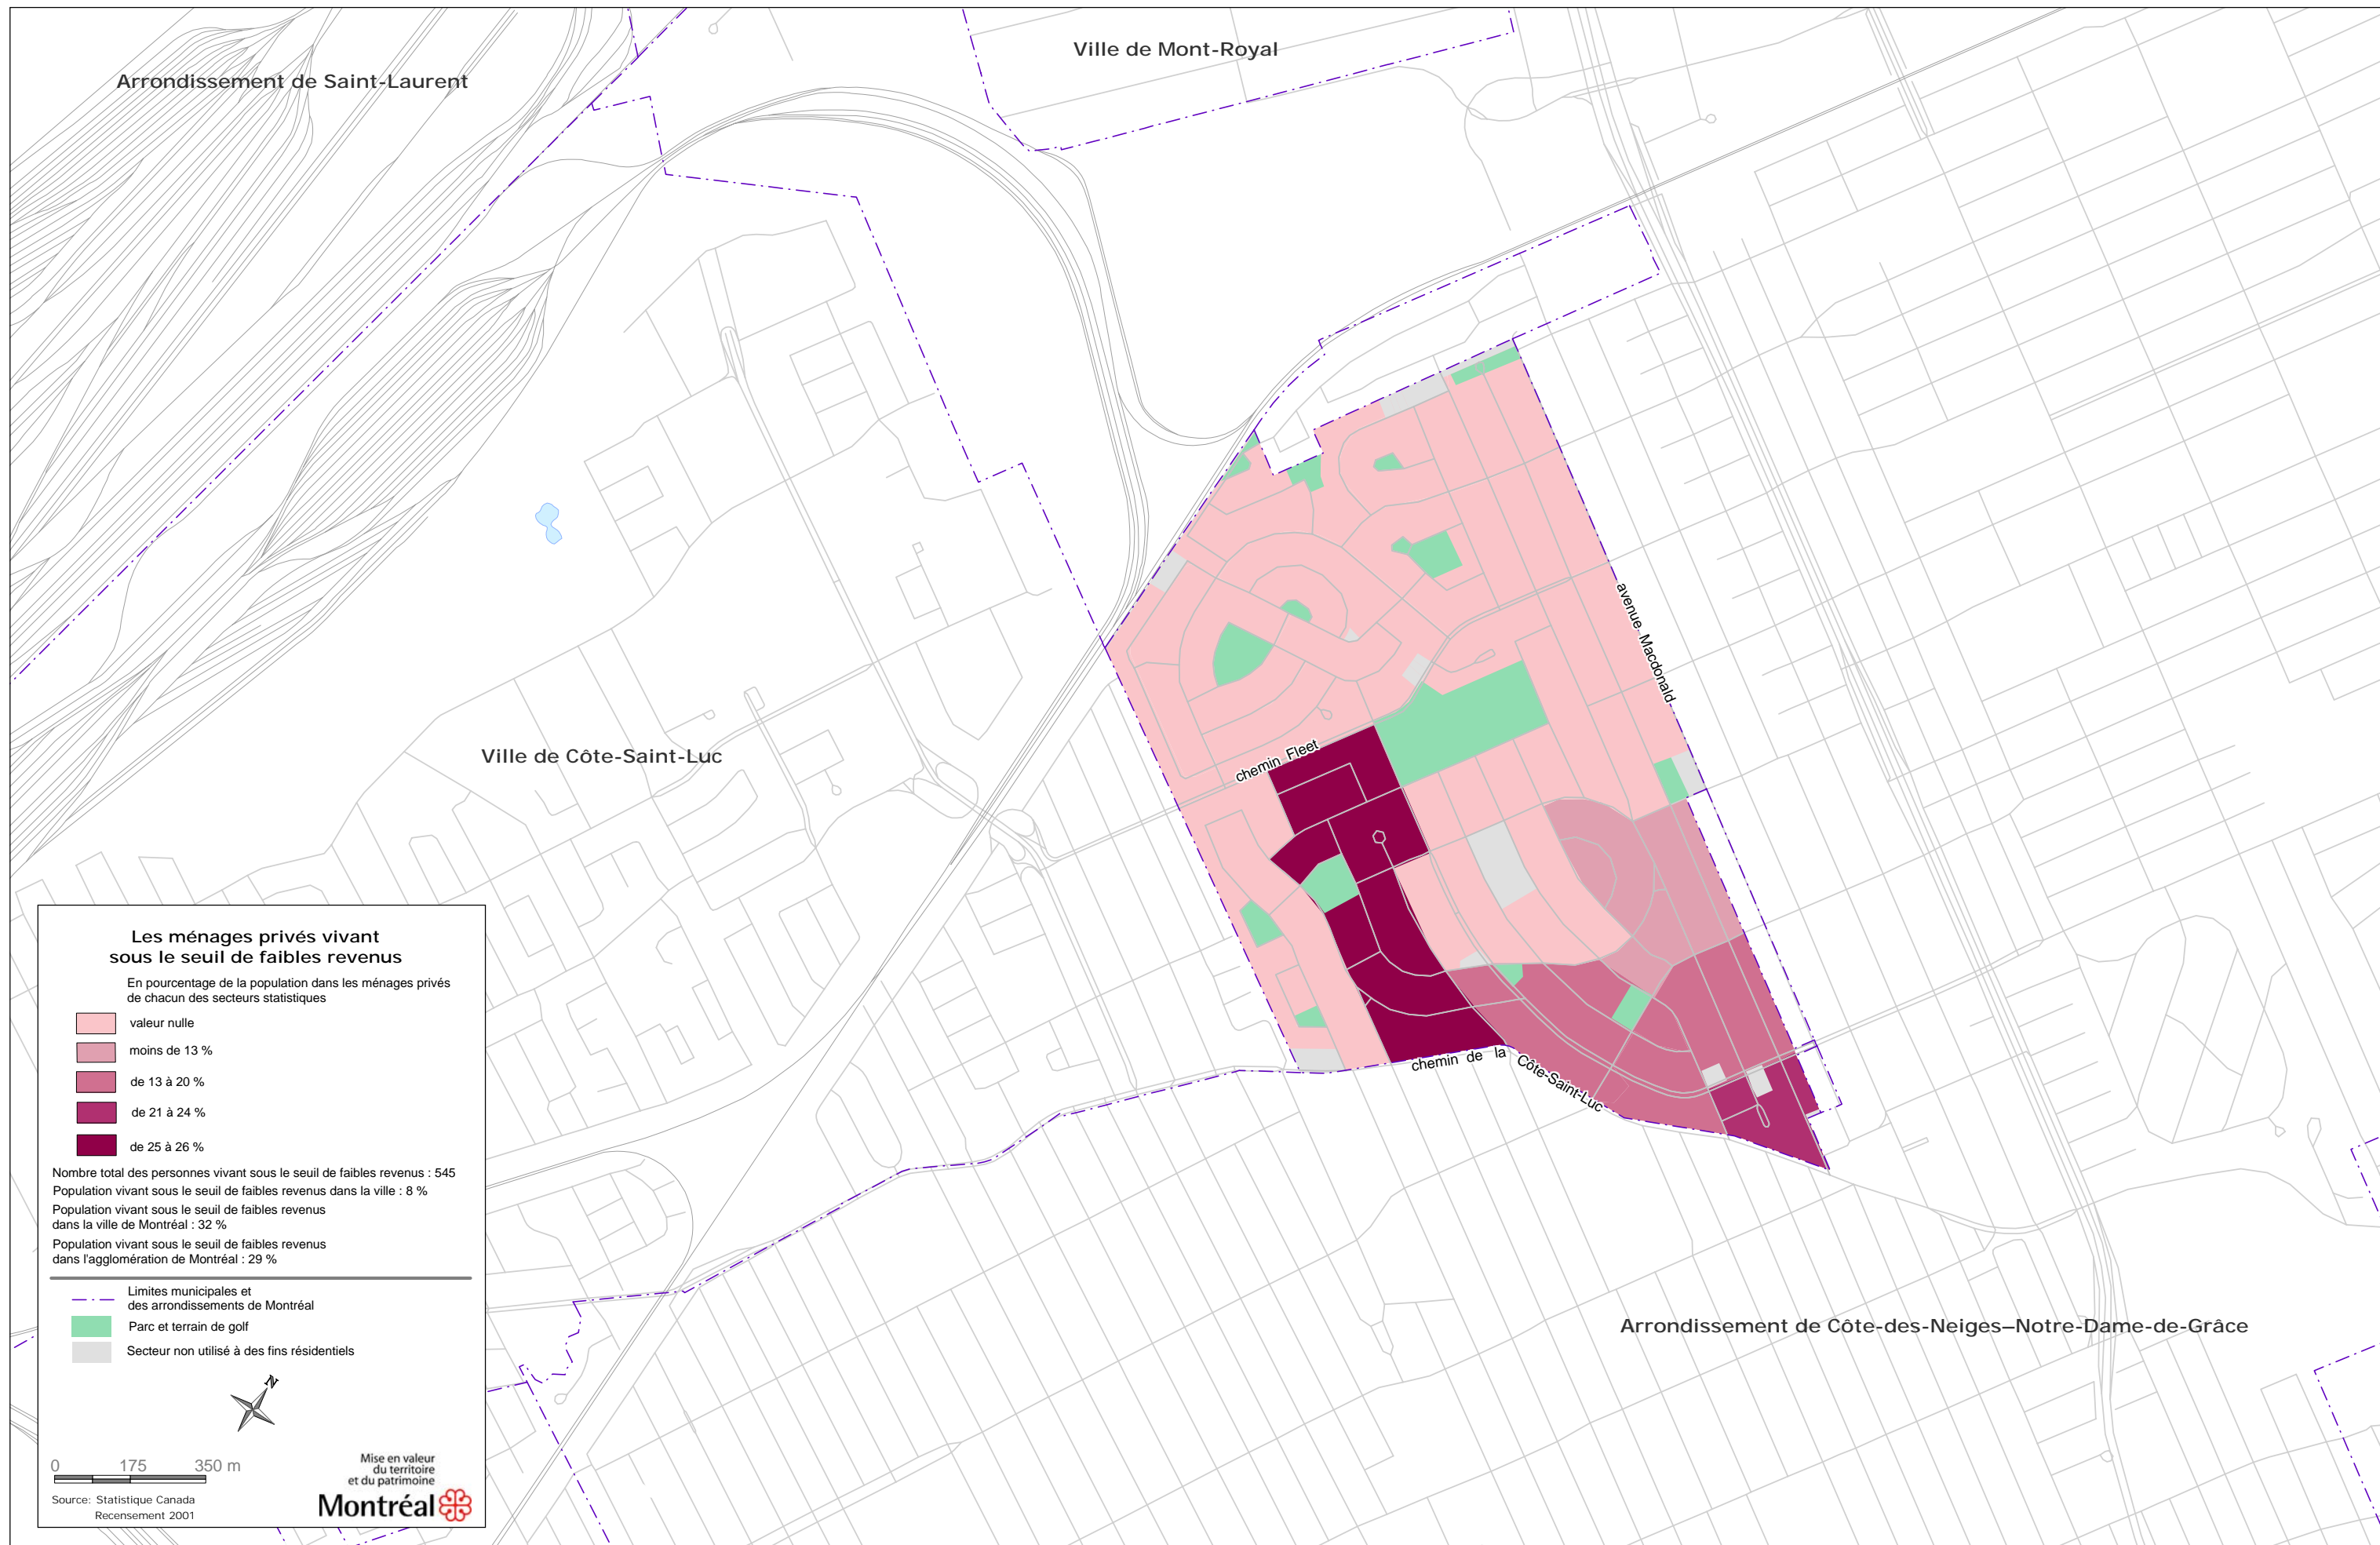 Arrondissement de Saint-Laurent
Ville de Mont-Royal
avenue Macdonald
Ville de Côte-Saint-Luc
chemin Fleet
chemin de la Côte-Saint-Luc
Arrondissement de Côte-des-Neiges–Notre-Dame-de-Grâce
Les ménages privés vivant
sous le seuil de faibles revenus
En pourcentage de la population dans les ménages privés
de chacun des secteurs statistiques
valeur nulle
moins de 13 %
de 13 à 20 %
de 21 à 24 %
de 25 à 26 %
Nombre total des personnes vivant sous le seuil de faibles revenus : 545
Population vivant sous le seuil de faibles revenus dans la ville : 8 %
Population vivant sous le seuil de faibles revenus
dans la ville de Montréal : 32 %
Population vivant sous le seuil de faibles revenus
dans l'agglomération de Montréal : 29 %
Limites municipales et
des arrondissements de Montréal
Parc et terrain de golf
Secteur non utilisé à des fins résidentiels
N
0 175 350 m
Source: Statistique Canada
Recensement 2001
Mise en valeur
du territoire
et du patrimoine
Montréal